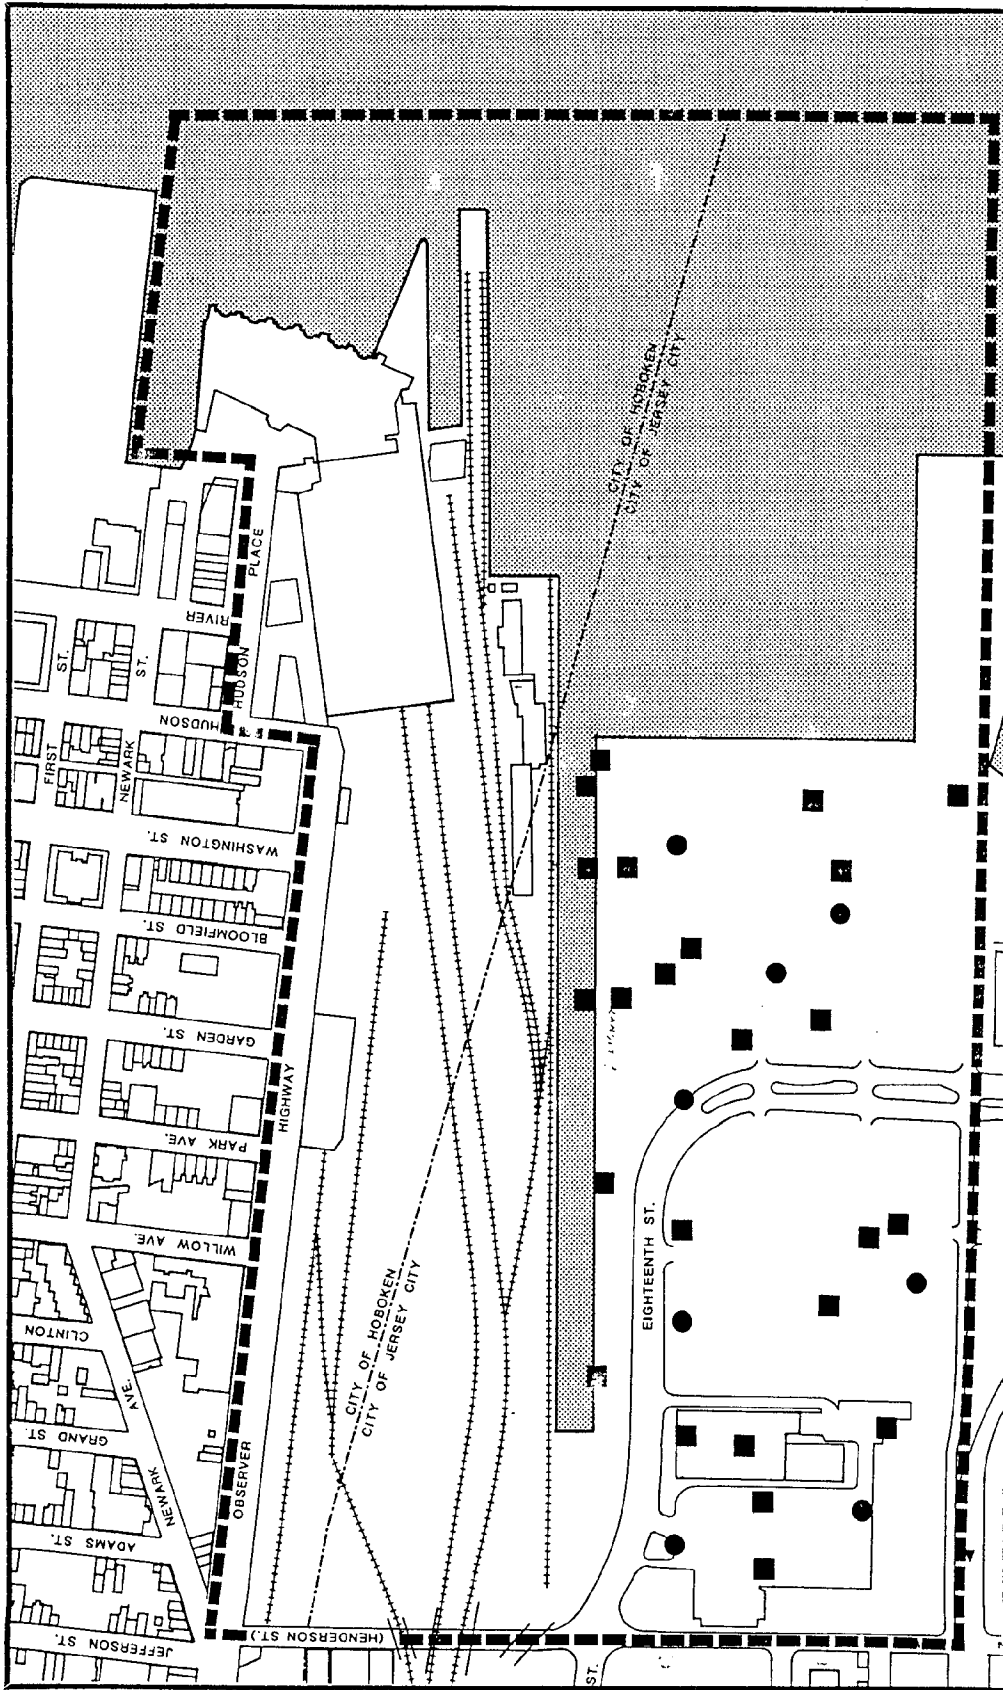 CITY OF HOBOKEN
CITY OF JERSEY CITY
PLACE
RIVER
ST.
ST.
HUDSON
HUDSON
FIRST
NEWARK
WASHINGTON ST.
BLOOMFIELD ST.
GARDEN ST.
HIGHWAY
PARK AVE.
WILLOW AVE.
EIGHTEENTH ST.
CLINTON
CITY OF HOBOKEN
CITY OF JERSEY CITY
AVE.
GRAND ST.
NEWARK
OBSERVER
ADAMS ST.
JEFFERSON ST.
(HENDERSON ST.)
ST.